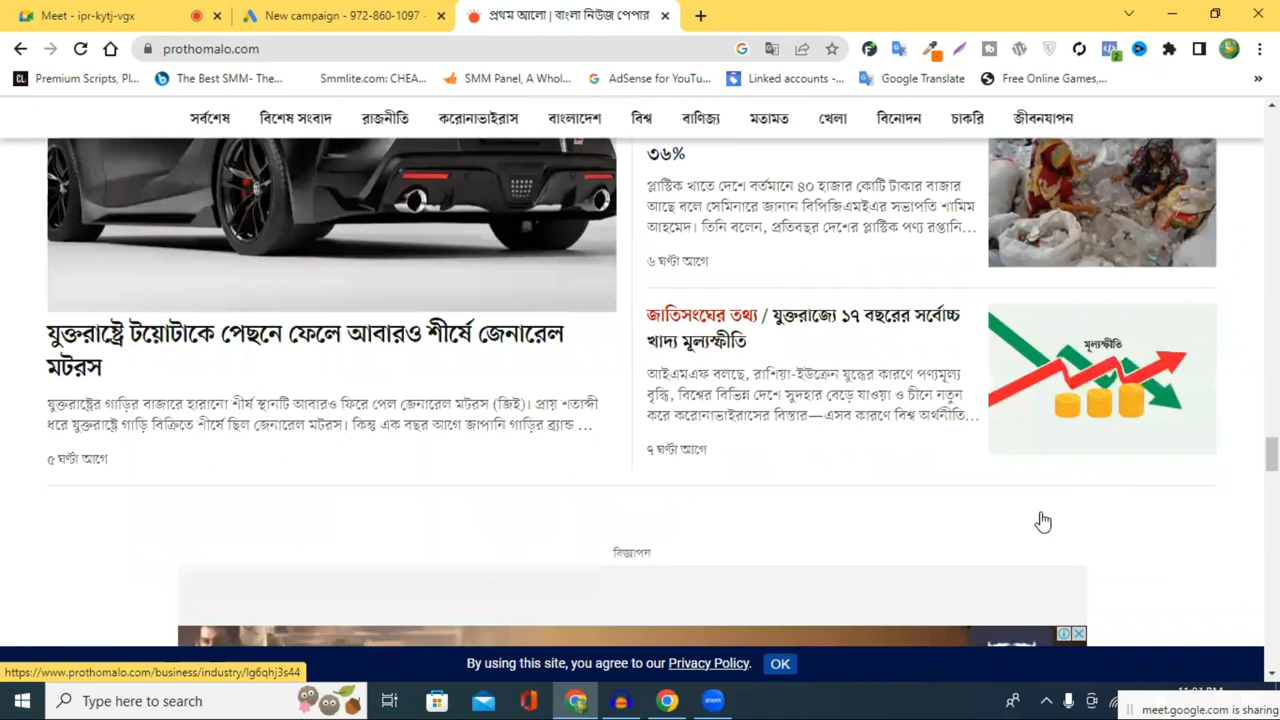 Meet - ipr-kytj-vgx
New campaign - 972-860-1097 -
প্রথম আলো | বাংলা নিউজ পেপার
prothomalo.com
2
Premium Scripts, Pl...
The Best SMM- The...
Smmlite.com: CHEA...
SMM Panel, A Whol...
AdSense for YouTu...
Linked accounts -...
Google Translate
Free Online Games,...
সর্বশেষ
বিশেষ সংবাদ
রাজনীতি
করোনাভাইরাস
বাংলাদেশ
বিশ্ব
বাণিজ্য
মতামত
খেলা
বিনোদন
চাকরি
জীবনযাপন
যুক্তরাষ্ট্রে টয়োটাকে পেছনে ফেলে আবারও শীর্ষে জেনারেল
মটরস
যুক্তরাষ্ট্রের গাড়ির বাজারে হারানো শীর্ষ স্থানটি আবারও ফিরে পেল জেনারেল মটরস (জিই)। প্রায় শতাব্দী
ধরে যুক্তরাষ্ট্রে গাড়ি বিক্রিতে শীর্ষে ছিল জেনারেল মটরস। কিন্তু এক বছর আগে জাপানি গাড়ির ব্র্যান্ড ...
৫ ঘণ্টা আগে
৩৬%
প্লাস্টিক খাতে দেশে বর্তমানে ৪০ হাজার কোটি টাকার বাজার
আছে বলে সেমিনারে জানান বিপিজিএমইএর সভাপতি শামিম
আহমেদ। তিনি বলেন, প্রতিবছর দেশের প্লাস্টিক পণ্য রপ্তানি...
৬ ঘণ্টা আগে
জাতিসংঘের তথ্য / যুক্তরাজ্যে ১৭ বছরের সর্বোচ্চ
খাদ্য মূল্যস্ফীতি
আইএমএফ বলছে, রাশিয়া-ইউক্রেন যুদ্ধের কারণে পণ্যমূল্য
বৃদ্ধি, বিশ্বের বিভিন্ন দেশে সুদহার বেড়ে যাওয়া ও চীনে নতুন
করে করোনাভাইরাসের বিস্তার—এসব কারণে বিশ্ব অর্থনীতি...
৭ ঘণ্টা আগে
মূল্যস্ফীতি
বিজ্ঞাপন
By using this site, you agree to our Privacy Policy.
OK
https://www.prothomalo.com/business/industry/lg6qhj3s44
Type here to search
zoom
meet.google.com is sharing